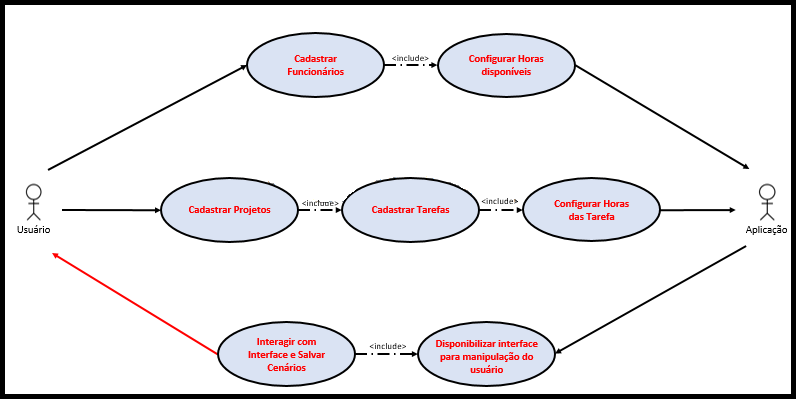 Cadastrar
Funcionários
<include>
Configurar Horas
disponíveis
Usuário
Cadastrar Projetos
<include>
Cadastrar Tarefas
<include>
Configurar Horas
das Tarefa
Aplicação
Interagir com
Interface e Salvar
Cenários
<include>
Disponibilizar interface
para manipulação do
usuário